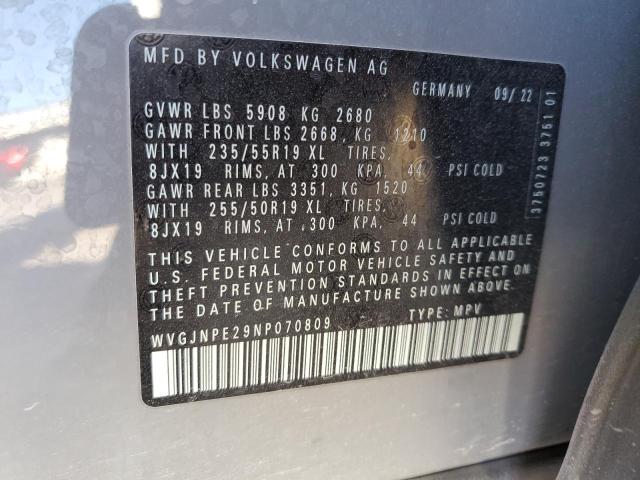 MFD BY VOLKSWAGEN AG
GERMANY 09/ 22
GVWR LBS 5908 KG 2680
GAWR FRONT LBS 2668, KG 1210
WITH 235/55R19 XL TIRES,
8JX19 RIMS, AT 300 KPA, 44 PSI COLD
GAWR REAR LBS 3351, KG 1520
WITH 255/50R19 XL TIRES,
8JX19 RIMS, AT 300 KPA, 44 PSI COLD
THIS VEHICLE CONFORMS TO ALL APPLICABLE
U.S. FEDERAL MOTOR VEHICLE SAFETY AND
THEFT PREVENTION STANDARDS IN EFFECT ON
THE DATE OF MANUFACTURE SHOWN ABOVE.
WVGJNPE29NP070809 TYPE: MPV
3750723 3751 01